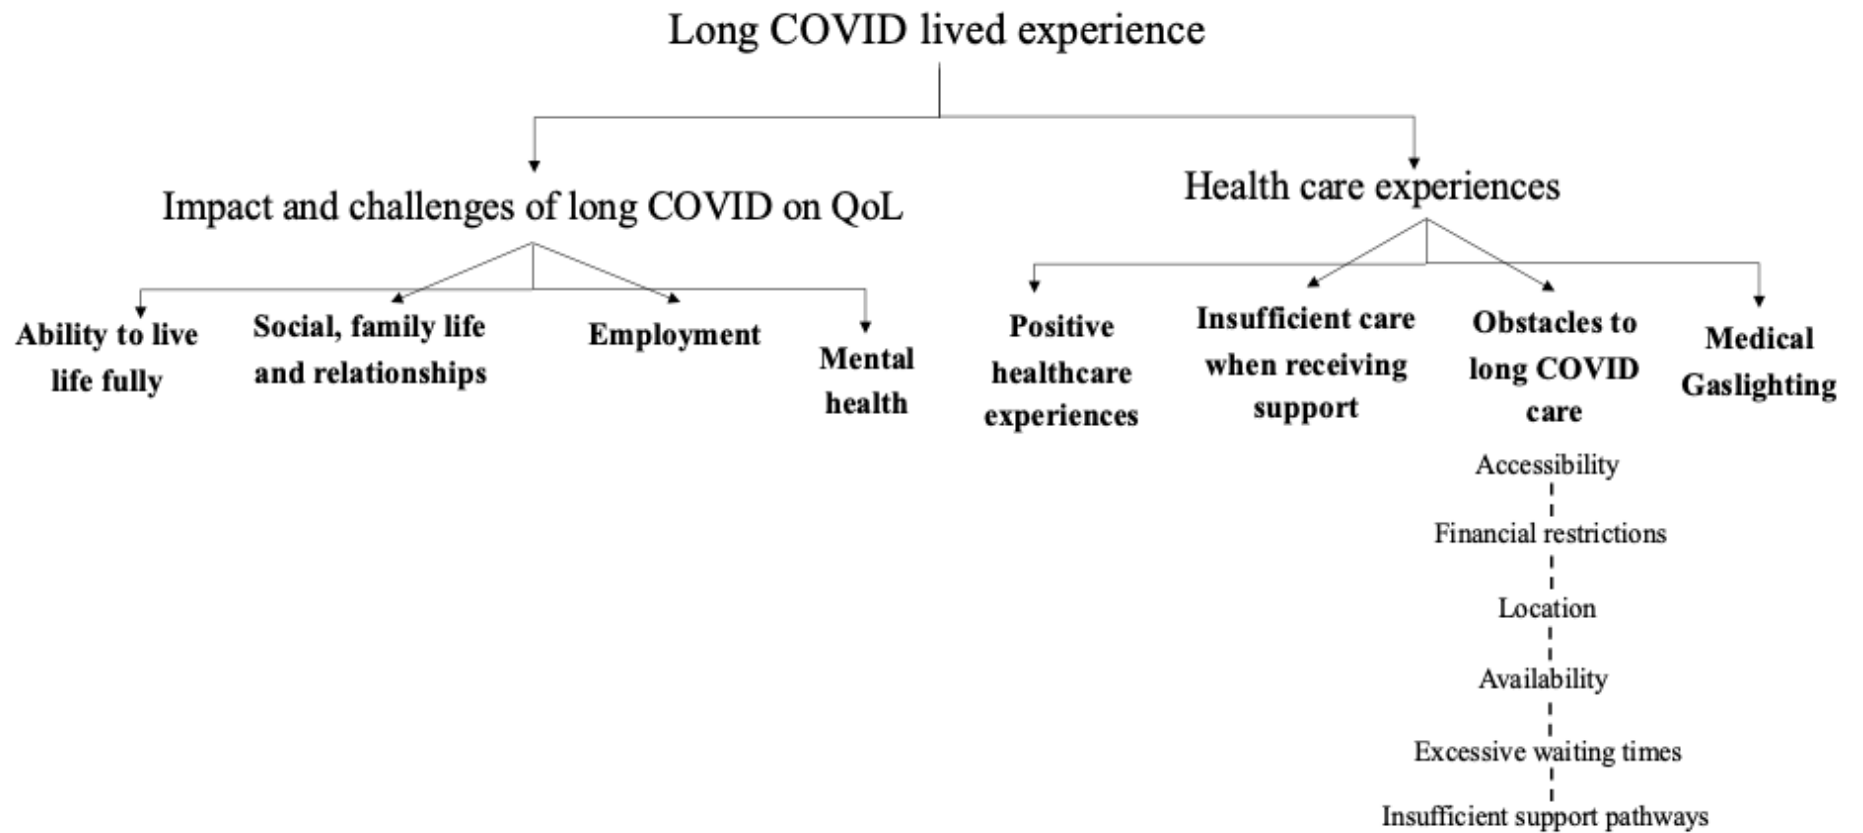 Long COVID lived experience
Impact and challenges of long COVID on QoL
Health care experiences
Ability to live
life fully
Social, family life
and relationships
Employment
Mental
health
Positive
healthcare
experiences
Insufficient care
when receiving
support
Obstacles to
long COVID
care
Medical
Gaslighting
Accessibility
Financial restrictions
Location
Availability
Excessive waiting times
Insufficient support pathways